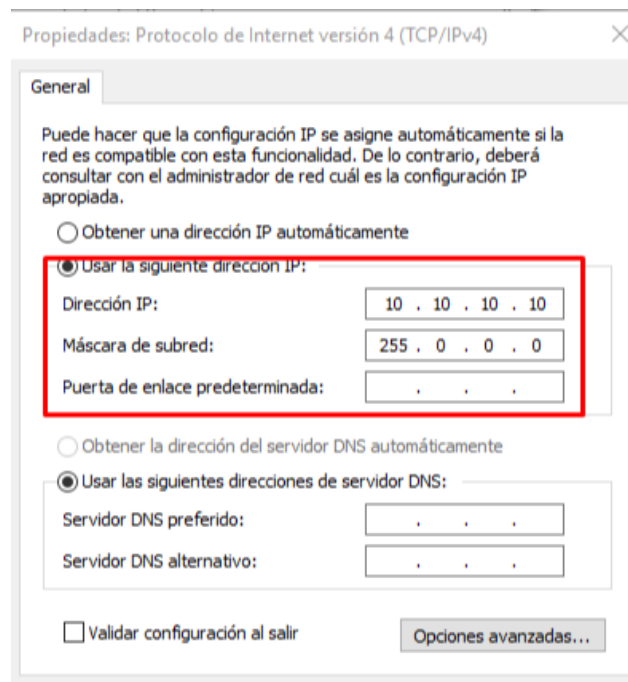 Propiedades: Protocolo de Internet versión 4 (TCP/IPv4)
General
Puede hacer que la configuración IP se asigne automáticamente si la
red es compatible con esta funcionalidad. De lo contrario, deberá
consultar con el administrador de red cuál es la configuración IP
apropiada.
Obtener una dirección IP automáticamente
Usar la siguiente dirección IP:
Dirección IP: 10 . 10 . 10 . 10
Máscara de subred: 255 . 0 . 0 . 0
Puerta de enlace predeterminada: . . .
Obtener la dirección del servidor DNS automáticamente
Usar las siguientes direcciones de servidor DNS:
Servidor DNS preferido: . . .
Servidor DNS alternativo: . . .
Validar configuración al salir
Opciones avanzadas...